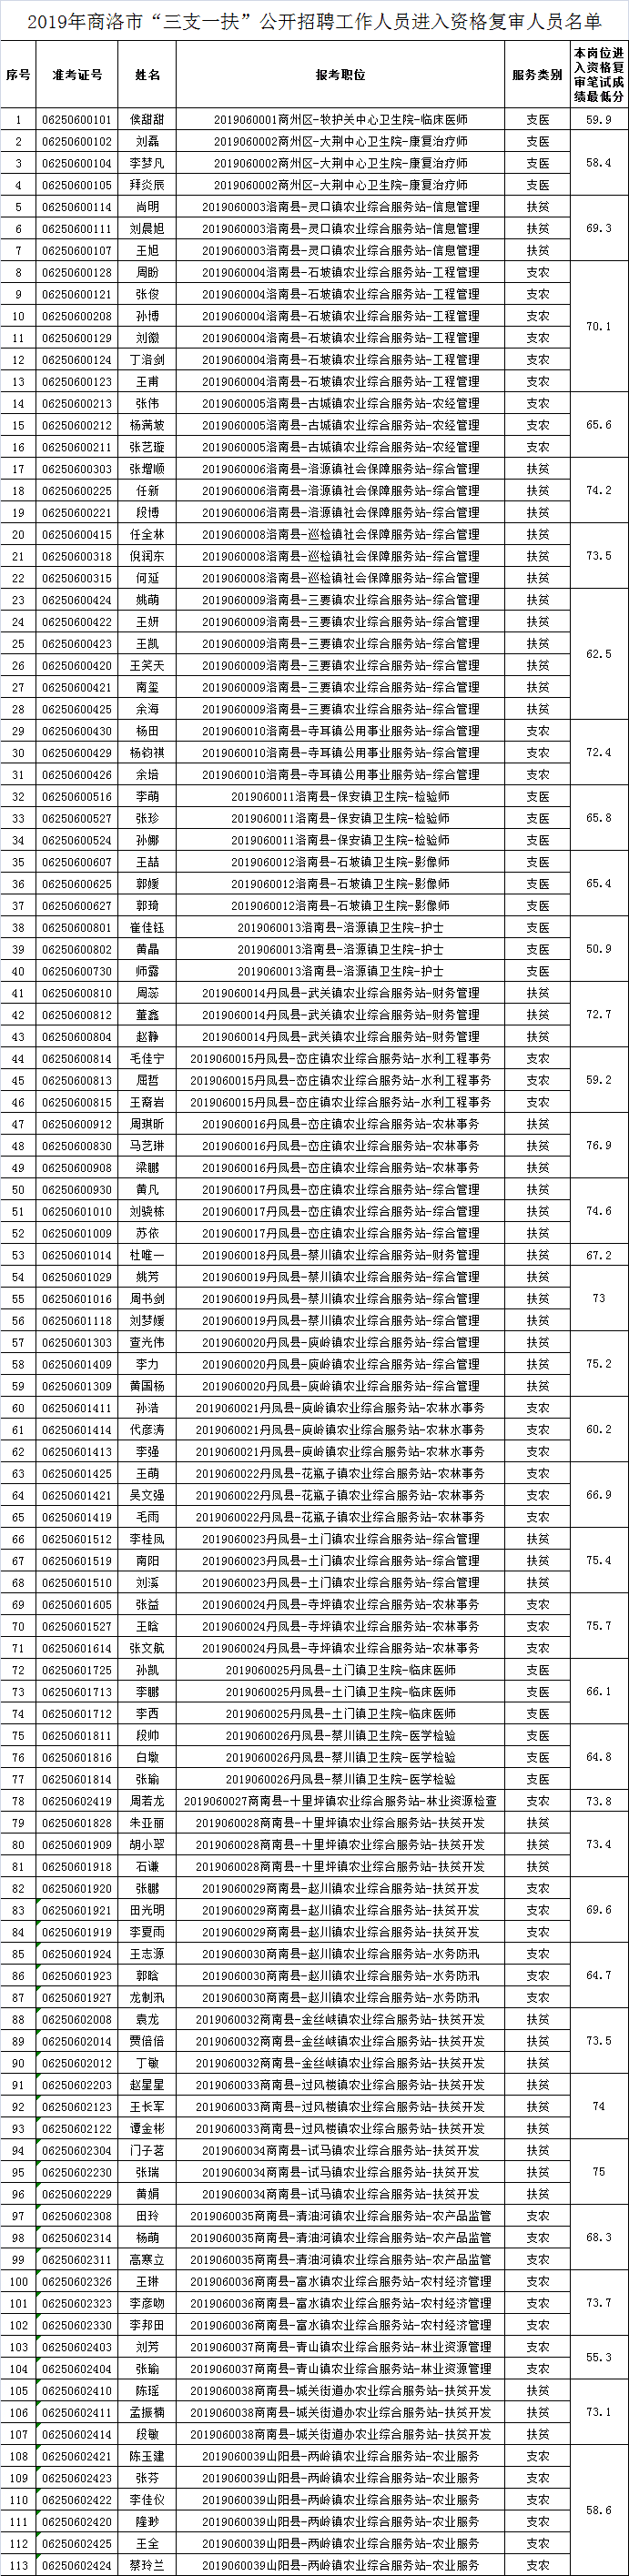 2019年商洛市“三支一扶”公开招聘工作人员进入资格复审人员名单
序号 准考证号 姓名 报考职位 服务类别 本岗位进入资格复审笔试成绩最低分
1 06250600101 侯甜甜 2019060001商州区-牧护关中心卫生院-临床医师 支医 59.9
2 06250600102 刘磊 2019060002商州区-大荆中心卫生院-康复治疗师 支医
3 06250600104 李梦凡 2019060002商州区-大荆中心卫生院-康复治疗师 支医 58.4
4 06250600105 拜炎辰 2019060002商州区-大荆中心卫生院-康复治疗师 支医
5 06250600114 尚明 2019060003洛南县-灵口镇农业综合服务站-信息管理 扶贫
6 06250600111 刘晨旭 2019060003洛南县-灵口镇农业综合服务站-信息管理 扶贫 69.3
7 06250600107 王旭 2019060003洛南县-灵口镇农业综合服务站-信息管理 扶贫
8 06250600128 周盼 2019060004洛南县-石坡镇农业综合服务站-工程管理 支农
9 06250600121 张俊 2019060004洛南县-石坡镇农业综合服务站-工程管理 支农
10 06250600208 孙博 2019060004洛南县-石坡镇农业综合服务站-工程管理 支农 70.1
11 06250600129 刘徽 2019060004洛南县-石坡镇农业综合服务站-工程管理 支农
12 06250600124 丁涪剑 2019060004洛南县-石坡镇农业综合服务站-工程管理 支农
13 06250600123 王甫 2019060004洛南县-石坡镇农业综合服务站-工程管理 支农
14 06250600213 张伟 2019060005洛南县-古城镇农业综合服务站-农经管理 支农
15 06250600212 杨茜坡 2019060005洛南县-古城镇农业综合服务站-农经管理 支农 65.6
16 06250600211 张艺璇 2019060005洛南县-古城镇农业综合服务站-农经管理 支农
17 06250600303 张增顺 2019060006洛南县-洛源镇社会保障服务站-综合管理 扶贫
18 06250600225 任新 2019060006洛南县-洛源镇社会保障服务站-综合管理 扶贫 74.2
19 06250600221 段博 2019060006洛南县-洛源镇社会保障服务站-综合管理 扶贫
20 06250600415 任全林 2019060008洛南县-巡检镇社会保障服务站-综合管理 扶贫
21 06250600318 倪润东 2019060008洛南县-巡检镇社会保障服务站-综合管理 扶贫 73.5
22 06250600315 何延 2019060008洛南县-巡检镇社会保障服务站-综合管理 扶贫
23 06250600424 姚萌 2019060009洛南县-三要镇农业综合服务站-综合管理 扶贫
24 06250600422 王妍 2019060009洛南县-三要镇农业综合服务站-综合管理 扶贫
25 06250600423 王凯 2019060009洛南县-三要镇农业综合服务站-综合管理 扶贫 62.5
26 06250600420 王笑天 2019060009洛南县-三要镇农业综合服务站-综合管理 扶贫
27 06250600421 南玺 2019060009洛南县-三要镇农业综合服务站-综合管理 扶贫
28 06250600425 余海 2019060009洛南县-三要镇农业综合服务站-综合管理 扶贫
29 06250600430 杨田 2019060010洛南县-寺耳镇公用事业服务站-综合管理 支农
30 06250600429 杨钧祺 2019060010洛南县-寺耳镇公用事业服务站-综合管理 支农 72.4
31 06250600426 余培 2019060010洛南县-寺耳镇公用事业服务站-综合管理 支农
32 06250600516 李萌 2019060011洛南县-保安镇卫生院-检验师 支医
33 06250600527 张珍 2019060011洛南县-保安镇卫生院-检验师 支医 65.8
34 06250600524 孙娜 2019060011洛南县-保安镇卫生院-检验师 支医
35 06250600607 王喆 2019060012洛南县-石坡镇卫生院-影像师 支医
36 06250600625 郭媛 2019060012洛南县-石坡镇卫生院-影像师 支医 65.4
37 06250600627 郭琦 2019060012洛南县-石坡镇卫生院-影像师 支医
38 06250600801 崔佳钰 2019060013洛南县-洛源镇卫生院-护士 支医
39 06250600802 黄晶 2019060013洛南县-洛源镇卫生院-护士 支医 50.9
40 06250600730 师露 2019060013洛南县-洛源镇卫生院-护士 支医
41 06250600810 周蕊 2019060014丹凤县-武关镇农业综合服务站-财务管理 扶贫
42 06250600812 董鑫 2019060014丹凤县-武关镇农业综合服务站-财务管理 扶贫 72.7
43 06250600804 赵静 2019060014丹凤县-武关镇农业综合服务站-财务管理 扶贫
44 06250600814 毛佳宁 2019060015丹凤县-峦庄镇农业综合服务站-水利工程事务 支农
45 06250600813 屈哲 2019060015丹凤县-峦庄镇农业综合服务站-水利工程事务 支农 59.2
46 06250600815 王裔岩 2019060015丹凤县-峦庄镇农业综合服务站-水利工程事务 支农
47 06250600912 周琪昕 2019060016丹凤县-峦庄镇农业综合服务站-农林事务 扶贫
48 06250600830 马艺琳 2019060016丹凤县-峦庄镇农业综合服务站-农林事务 扶贫 76.9
49 06250600908 梁鹏 2019060016丹凤县-峦庄镇农业综合服务站-农林事务 扶贫
50 06250600930 黄凡 2019060017丹凤县-峦庄镇农业综合服务站-综合管理 扶贫
51 06250601010 刘骁栋 2019060017丹凤县-峦庄镇农业综合服务站-综合管理 扶贫 74.6
52 06250601009 苏依 2019060017丹凤县-峦庄镇农业综合服务站-综合管理 扶贫
53 06250601014 杜唯一 2019060018丹凤县-蔡川镇农业综合服务站-财务管理 扶贫 67.2
54 06250601029 姚芳 2019060019丹凤县-蔡川镇农业综合服务站-综合管理 扶贫
55 06250601016 周书剑 2019060019丹凤县-蔡川镇农业综合服务站-综合管理 扶贫 73
56 06250601118 刘梦媛 2019060019丹凤县-蔡川镇农业综合服务站-综合管理 扶贫
57 06250601303 查光伟 2019060020丹凤县-庾岭镇农业综合服务站-综合管理 扶贫
58 06250601409 李力 2019060020丹凤县-庾岭镇农业综合服务站-综合管理 扶贫 75.2
59 06250601309 黄国杨 2019060020丹凤县-庾岭镇农业综合服务站-综合管理 扶贫
60 06250601411 孙浩 2019060021丹凤县-庾岭镇农业综合服务站-农林水事务 支农
61 06250601414 代彦涛 2019060021丹凤县-庾岭镇农业综合服务站-农林水事务 支农 60.2
62 06250601413 李强 2019060021丹凤县-庾岭镇农业综合服务站-农林水事务 支农
63 06250601425 王萌 2019060022丹凤县-花瓶子镇农业综合服务站-农林事务 支农
64 06250601421 吴文强 2019060022丹凤县-花瓶子镇农业综合服务站-农林事务 支农 66.9
65 06250601419 毛雨 2019060022丹凤县-花瓶子镇农业综合服务站-农林事务 支农
66 06250601512 李桂凤 2019060023丹凤县-土门镇农业综合服务站-综合管理 扶贫
67 06250601519 南阳 2019060023丹凤县-土门镇农业综合服务站-综合管理 扶贫 75.4
68 06250601510 刘溪 2019060023丹凤县-土门镇农业综合服务站-综合管理 扶贫
69 06250601605 张益 2019060024丹凤县-寺坪镇农业综合服务站-农林事务 支农
70 06250601527 王晗 2019060024丹凤县-寺坪镇农业综合服务站-农林事务 支农 75.7
71 06250601614 张文航 2019060024丹凤县-寺坪镇农业综合服务站-农林事务 支农
72 06250601725 孙凯 2019060025丹凤县-土门镇卫生院-临床医师 支医
73 06250601713 李鹏 2019060025丹凤县-土门镇卫生院-临床医师 支医 66.1
74 06250601712 李西 2019060025丹凤县-土门镇卫生院-临床医师 支医
75 06250601811 段帅 2019060026丹凤县-蔡川镇卫生院-医学检验 支医
76 06250601816 白墩 2019060026丹凤县-蔡川镇卫生院-医学检验 支医 64.8
77 06250601814 张瑜 2019060026丹凤县-蔡川镇卫生院-医学检验 支医
78 06250602419 周若龙 2019060027商南县-十里坪镇农业综合服务站-林业资源检查 支农 73.8
79 06250601828 朱亚丽 2019060028商南县-十里坪镇农业综合服务站-扶贫开发 扶贫
80 06250601909 胡小翠 2019060028商南县-十里坪镇农业综合服务站-扶贫开发 扶贫 73.4
81 06250601918 石谦 2019060028商南县-十里坪镇农业综合服务站-扶贫开发 扶贫
82 06250601920 张鹏 2019060029商南县-赵川镇农业综合服务站-扶贫开发 支农
83 06250601921 田光明 2019060029商南县-赵川镇农业综合服务站-扶贫开发 支农 69.6
84 06250601919 李夏雨 2019060029商南县-赵川镇农业综合服务站-扶贫开发 支农
85 06250601924 王志源 2019060030商南县-赵川镇农业综合服务站-水务防汛 支农
86 06250601923 郭晗 2019060030商南县-赵川镇农业综合服务站-水务防汛 支农 64.7
87 06250601927 龙制汛 2019060030商南县-赵川镇农业综合服务站-水务防汛 支农
88 06250602008 袁龙 2019060032商南县-金丝峡镇农业综合服务站-扶贫开发 扶贫
89 06250602014 贾倍倍 2019060032商南县-金丝峡镇农业综合服务站-扶贫开发 扶贫 73.5
90 06250602012 丁敏 2019060032商南县-金丝峡镇农业综合服务站-扶贫开发 扶贫
91 06250602203 赵星星 2019060033商南县-过风楼镇农业综合服务站-扶贫开发 扶贫
92 06250602123 王长军 2019060033商南县-过风楼镇农业综合服务站-扶贫开发 扶贫 74
93 06250602122 谭金彬 2019060033商南县-过风楼镇农业综合服务站-扶贫开发 扶贫
94 06250602304 门子茗 2019060034商南县-试马镇农业综合服务站-扶贫开发 扶贫
95 06250602230 张瑞 2019060034商南县-试马镇农业综合服务站-扶贫开发 扶贫 75
96 06250602229 黄娟 2019060034商南县-试马镇农业综合服务站-扶贫开发 扶贫
97 06250602308 田玲 2019060035商南县-清油河镇农业综合服务站-农产品监管 支农
98 06250602314 杨萌 2019060035商南县-清油河镇农业综合服务站-农产品监管 支农 68.3
99 06250602311 高寒立 2019060035商南县-清油河镇农业综合服务站-农产品监管 支农
100 06250602326 王琳 2019060036商南县-富水镇农业综合服务站-农村经济管理 支农
101 06250602323 李彦吻 2019060036商南县-富水镇农业综合服务站-农村经济管理 支农 73.7
102 06250602330 李邦田 2019060036商南县-富水镇农业综合服务站-农村经济管理 支农
103 06250602403 刘芳 2019060037商南县-青山镇农业综合服务站-林业资源管理 支农 55.3
104 06250602404 张瑜 2019060037商南县-青山镇农业综合服务站-林业资源管理 支农
105 06250602410 陈瑶 2019060038商南县-城关街道办农业综合服务站-扶贫开发 扶贫
106 06250602411 孟振楠 2019060038商南县-城关街道办农业综合服务站-扶贫开发 扶贫 73.1
107 06250602414 段敏 2019060038商南县-城关街道办农业综合服务站-扶贫开发 扶贫
108 06250602421 陈玉建 2019060039山阳县-两岭镇农业综合服务站-农业服务 支农
109 06250602423 张芬 2019060039山阳县-两岭镇农业综合服务站-农业服务 支农
110 06250602422 李佳仪 2019060039山阳县-两岭镇农业综合服务站-农业服务 支农 58.6
111 06250602420 隆眇 2019060039山阳县-两岭镇农业综合服务站-农业服务 支农
112 06250602425 王全 2019060039山阳县-两岭镇农业综合服务站-农业服务 支农
113 06250602424 蔡玲兰 2019060039山阳县-两岭镇农业综合服务站-农业服务 支农